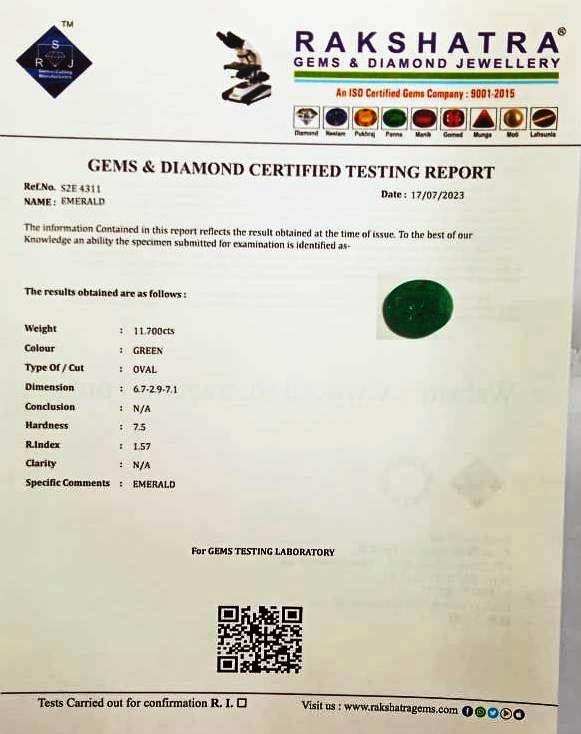 TM
S
R J
RAKSHATRA®
GEMS & DIAMOND JEWELLERY
An ISO Certified Gems Company : 9001-2015
Diamond Neelam Pukhraj Panna Manik Gomed Munga Moti Lahsunia
GEMS & DIAMOND CERTIFIED TESTING REPORT
Ref.No. S2E 4311
Date : 17/07/2023
NAME : EMERALD
The information Contained in this report reflects the result obtained at the time of issue. To the best of our
Knowledge an ability the specimen submitted for examination is identified as-
The results obtained are as follows :
Weight : 11.700cts
Colour : GREEN
Type Of / Cut : OVAL
Dimension : 6.7-2.9-7.1
Conclusion : N/A
Hardness : 7.5
R.Index : 1.57
Clarity : N/A
Specific Comments : EMERALD
For GEMS TESTING LABORATORY
Tests Carried out for confirmation R. I. ☐
Visit us : www.rakshatragems.com